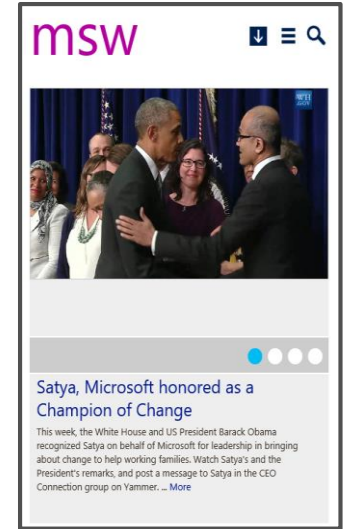 msw
Satya, Microsoft honored as a
Champion of Change
This week, the White House and US President Barack Obama
recognized Satya on behalf of Microsoft for leadership in bringing
about change to help working families. Watch Satya's and the
President's remarks, and post a message to Satya in the CEO
Connection group on Yammer. ... More